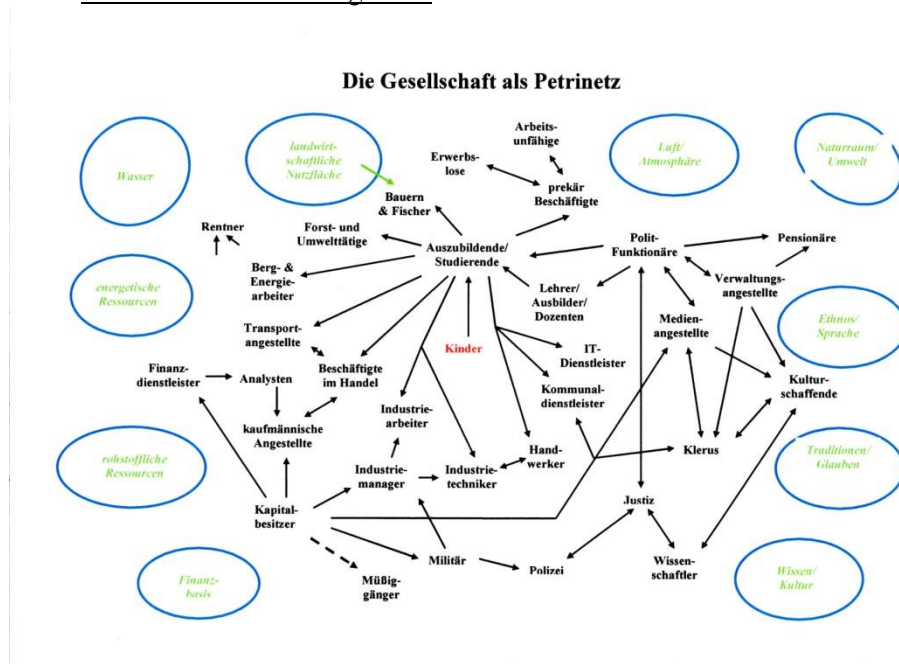 Die Gesellschaft als Petrinetz
Wasser
landwirt-
schaftliche
Nutzfläche
Arbeits-
unfähige
Erwerbs-
lose
prekär
Beschäftigte
Luft/
Atmosphäre
Naturraum/
Umwelt
Bauern
& Fischer
Rentner
Forst- und
Umwelttätige
Auszubildende/
Studierende
Polit-
Funktionäre
Pensionäre
energetische
Ressourcen
Berg- &
Energie-
arbeiter
Lehrer/
Ausbilder/
Dozenten
Verwaltungs-
angestellte
Medien-
angestellte
Ethnos/
Sprache
Transport-
angestellte
Kinder
IT-
Dienstleister
Finanz-
dienstleister
Analysten
Beschäftigte
im Handel
Kommunal-
dienstleister
Kultur-
schaffende
kaufmännische
Angestellte
Industrie-
arbeiter
rohstoffliche
Ressourcen
Industrie-
manager
Industrie-
techniker
Hand-
werker
Klerus
Traditionen/
Glauben
Kapital-
besitzer
Justiz
Finanz-
basis
Müßig-
gänger
Militär
Polizei
Wissen-
schaftler
Wissen/
Kultur